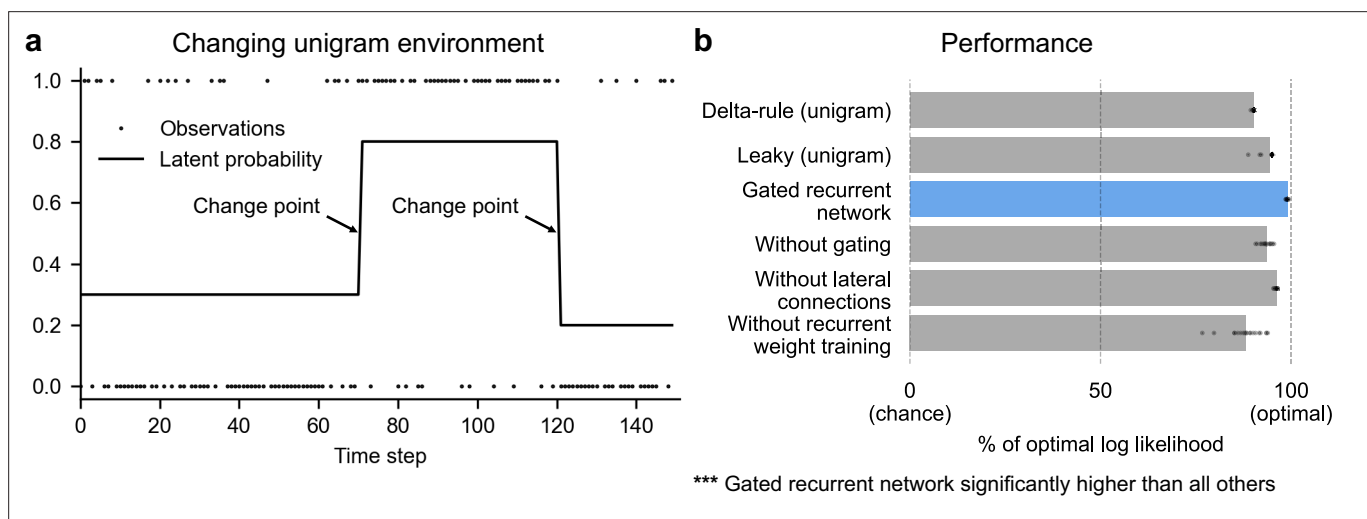 a
Changing unigram environment
1.0
0.8
0.6
0.4
0.2
0.0
Observations
Latent probability
Change point
Change point
0
20
40
60
80
100
120
140
Time step
b
Performance
Delta-rule (unigram)
Leaky (unigram)
Gated recurrent
network
Without gating
Without lateral
connections
Without recurrent
weight training
0
(chance)
50
100
(optimal)
% of optimal log likelihood
*** Gated recurrent network significantly higher than all others